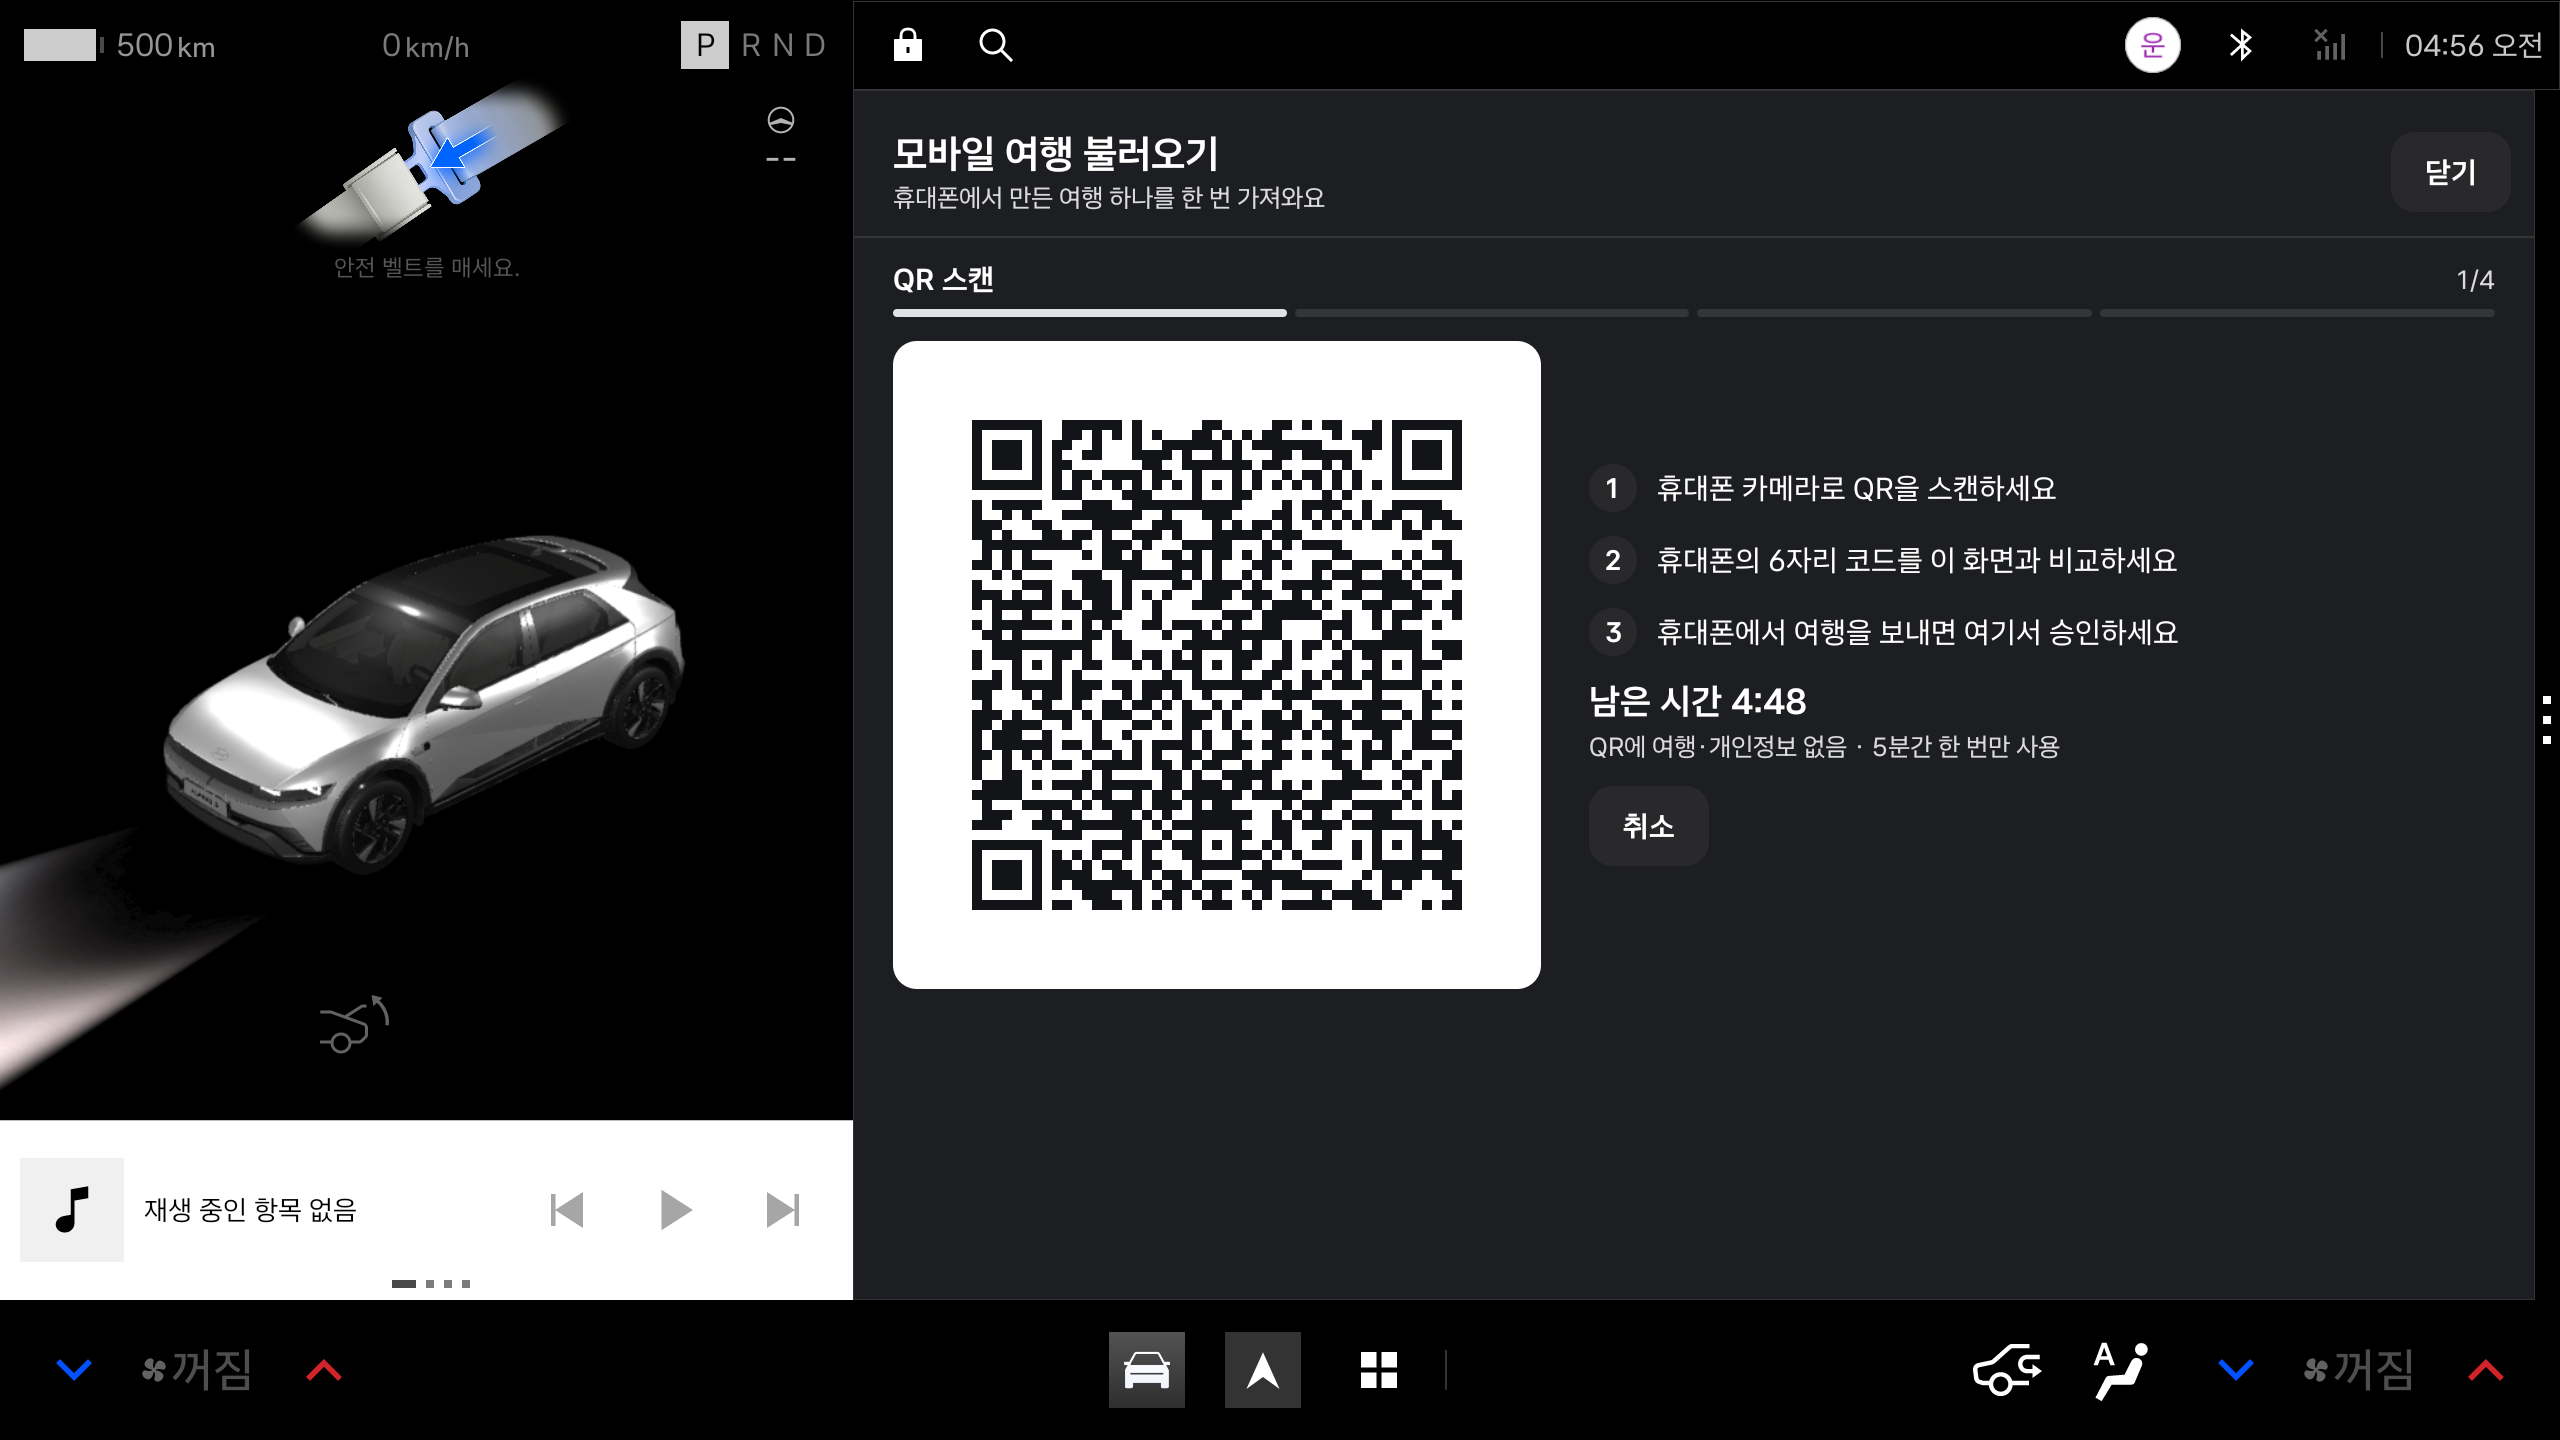 500 km
0 km/h
P R N D
운
04:56 오전
--
안전 벨트를 매세요.
모바일 여행 불러오기
휴대폰에서 만든 여행 하나를 한 번 가져와요
닫기
QR 스캔
1/4
1 휴대폰 카메라로 QR을 스캔하세요
2 휴대폰의 6자리 코드를 이 화면과 비교하세요
3 휴대폰에서 여행을 보내면 여기서 승인하세요
남은 시간 4:48
QR에 여행·개인정보 없음 · 5분간 한 번만 사용
취소
재생 중인 항목 없음
꺼짐
A
꺼짐